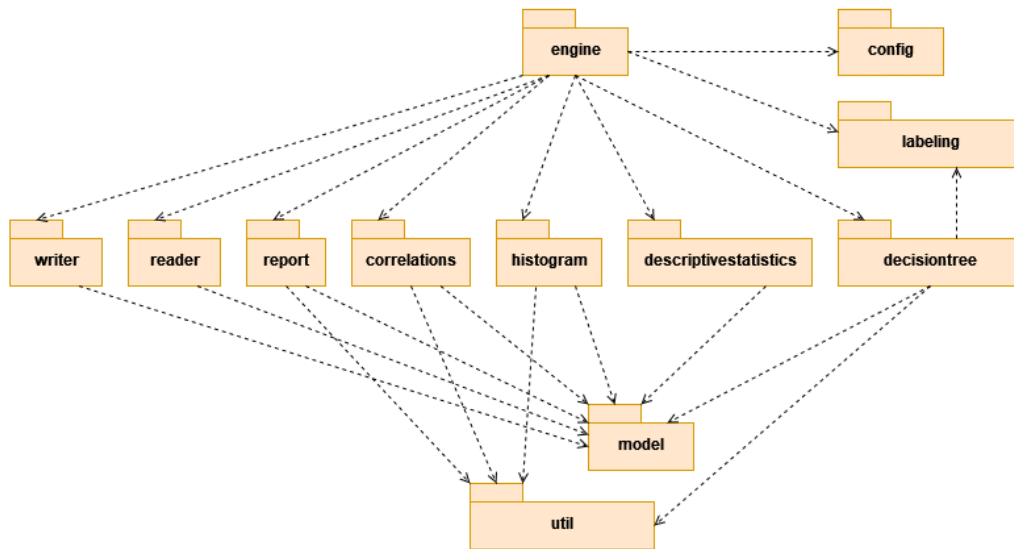 engine
config
labeling
writer
reader
report
correlations
histogram
descriptivestatistics
decisiontree
model
util